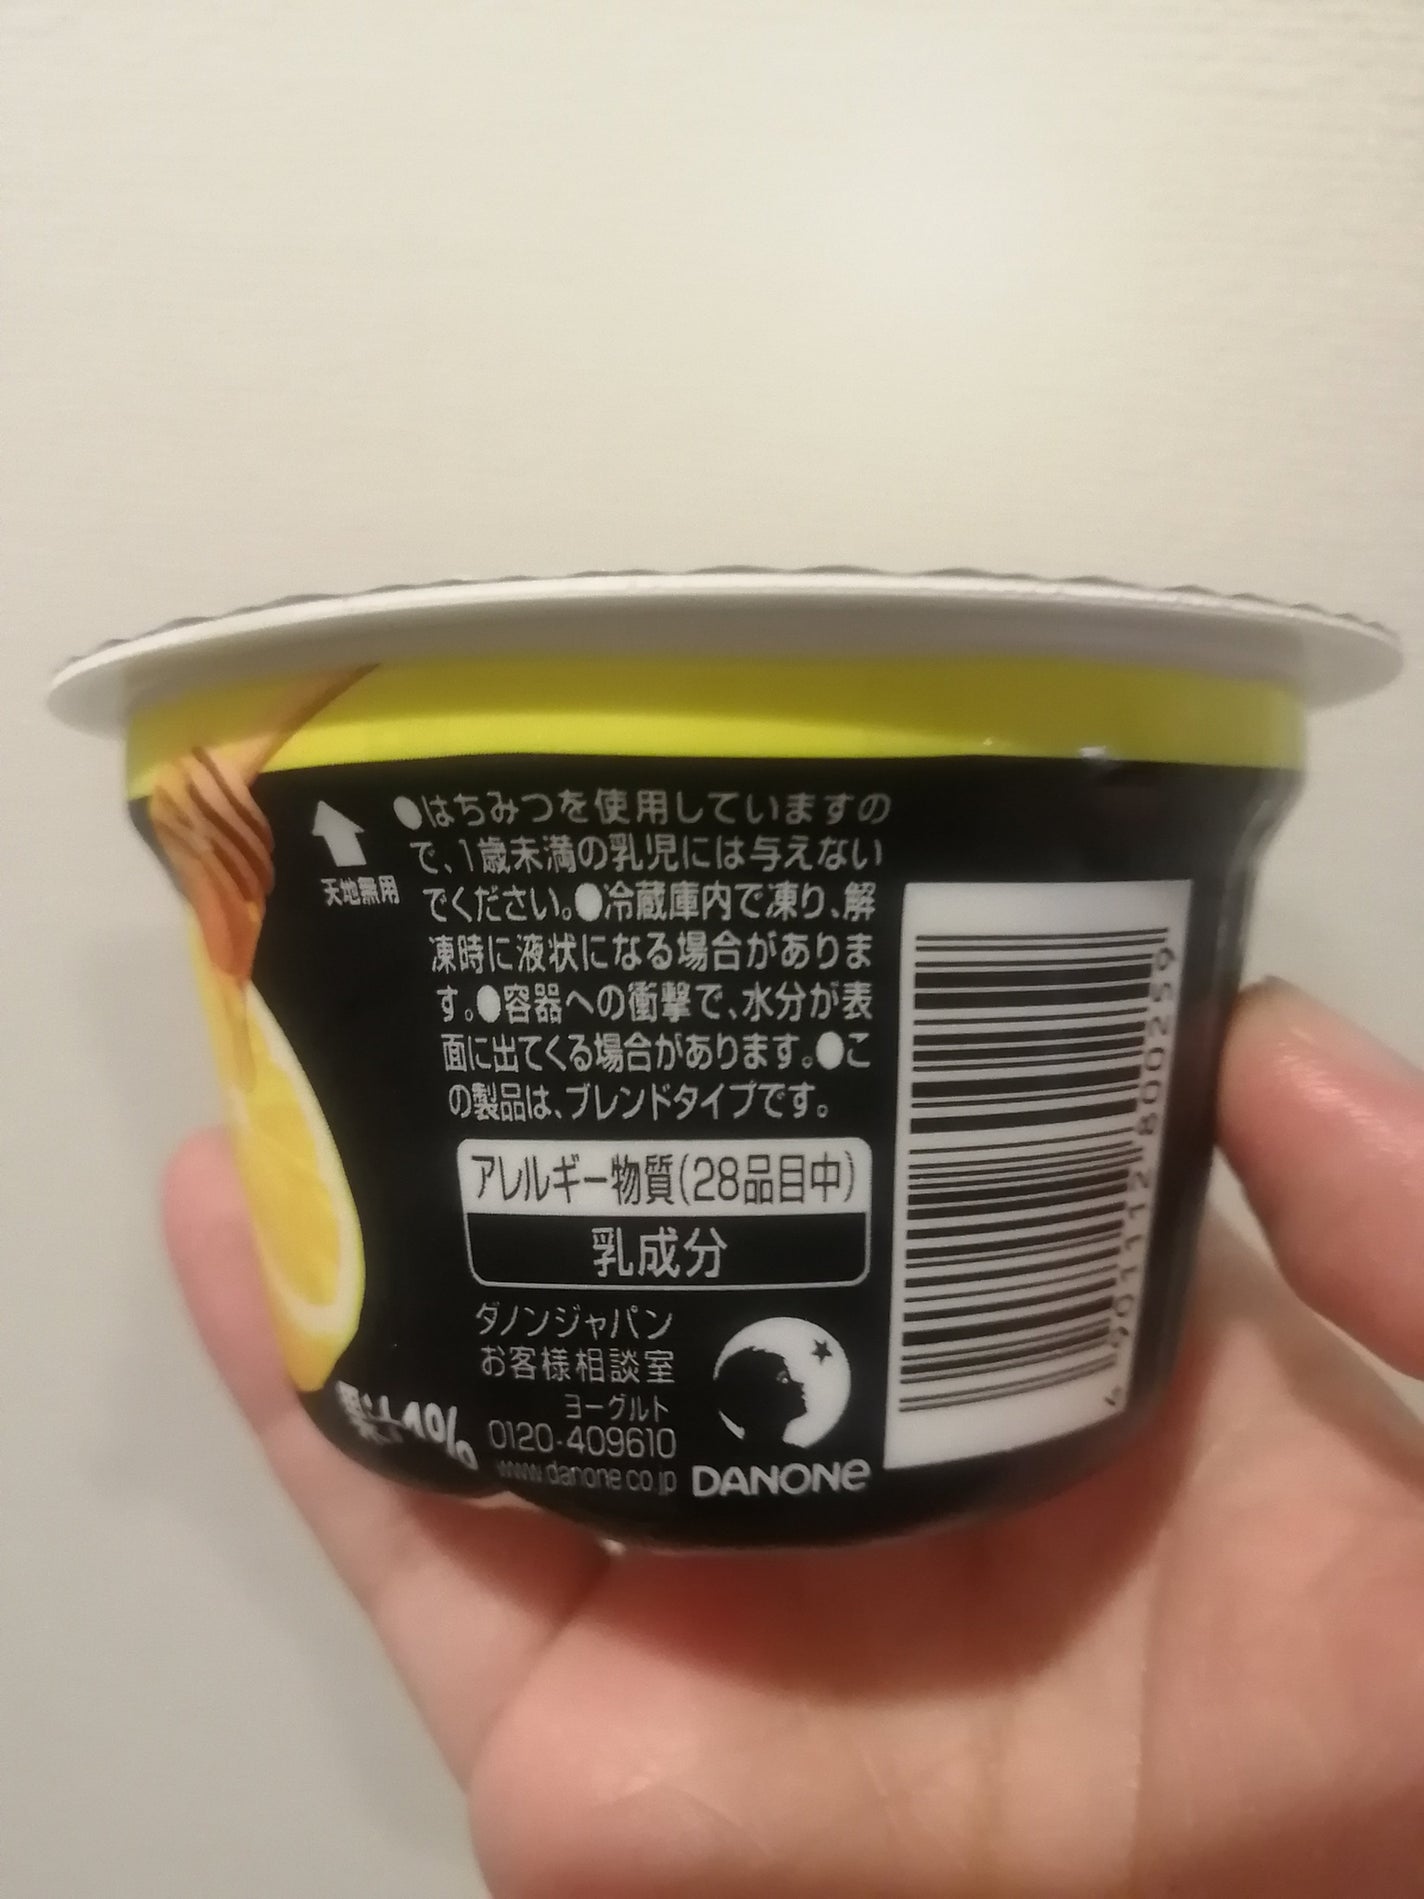 ●はちみつを使用していますの
で、1歳未満の乳児には与えない
でください。●冷蔵庫内で凍り、解
凍時に液状になる場合がありま
す。●容器への衝撃で、水分が表
面に出てくる場合があります。●こ
の製品は、ブレンドタイプです。
天地無用
アレルギー物質(28品目中)
乳成分
ダノンジャパン
お客様相談室
ヨーグルト
0120-409610
www.danone.co.jp
DANONE
果汁1%